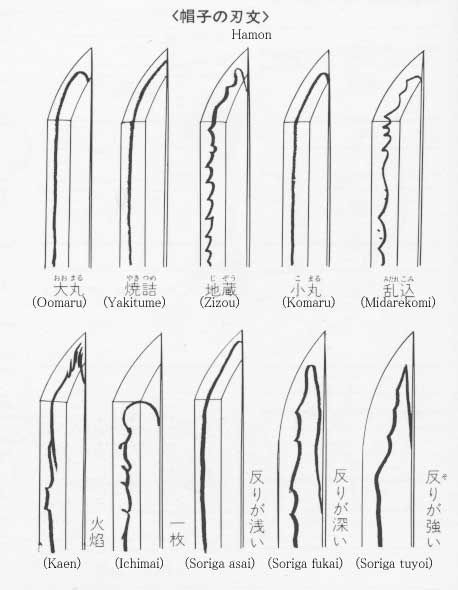 〈帽子の刃文〉
Hamon
おお まる
大丸
(Oomaru)
やき つめ
焼詰
(Yakitume)
じ ぞう
地蔵
(Zizou)
こ まる
小丸
(Komaru)
みだれ こみ
乱込
(Midarekomi)
火焰
(Kaen)
一枚
(Ichimai)
反りが浅い
(Soriga asai)
反りが深い
(Soriga fukai)
そ
反りが強い
(Soriga tuyoi)